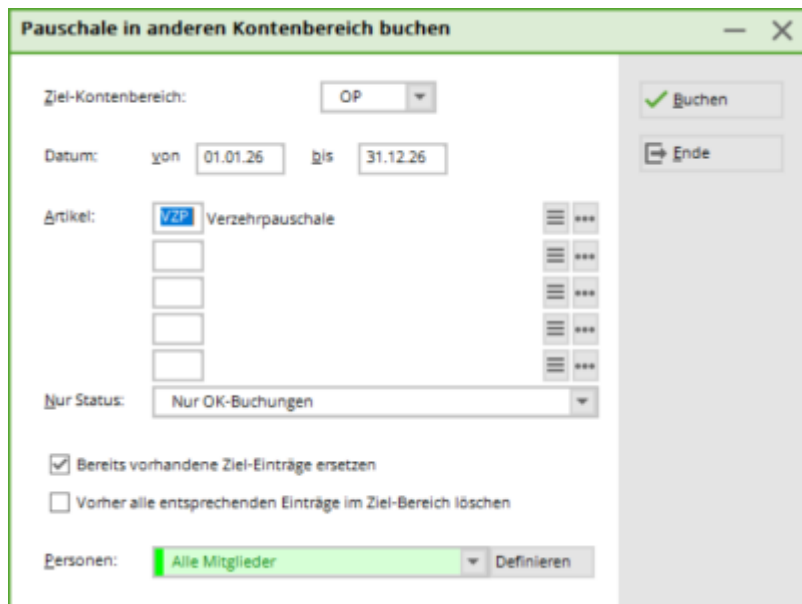 Pauschale in anderen Kontenbereich buchen
Ziel-Kontenbereich: OP
Buchen
Datum: von 01.01.26 bis 31.12.26
Ende
Artikel: VZP Verzehrpauschale
Nur Status: Nur OK-Buchungen
Bereits vorhandene Ziel-Einträge ersetzen
Vorher alle entsprechenden Einträge im Ziel-Bereich löschen
Personen: Alle Mitglieder Definieren